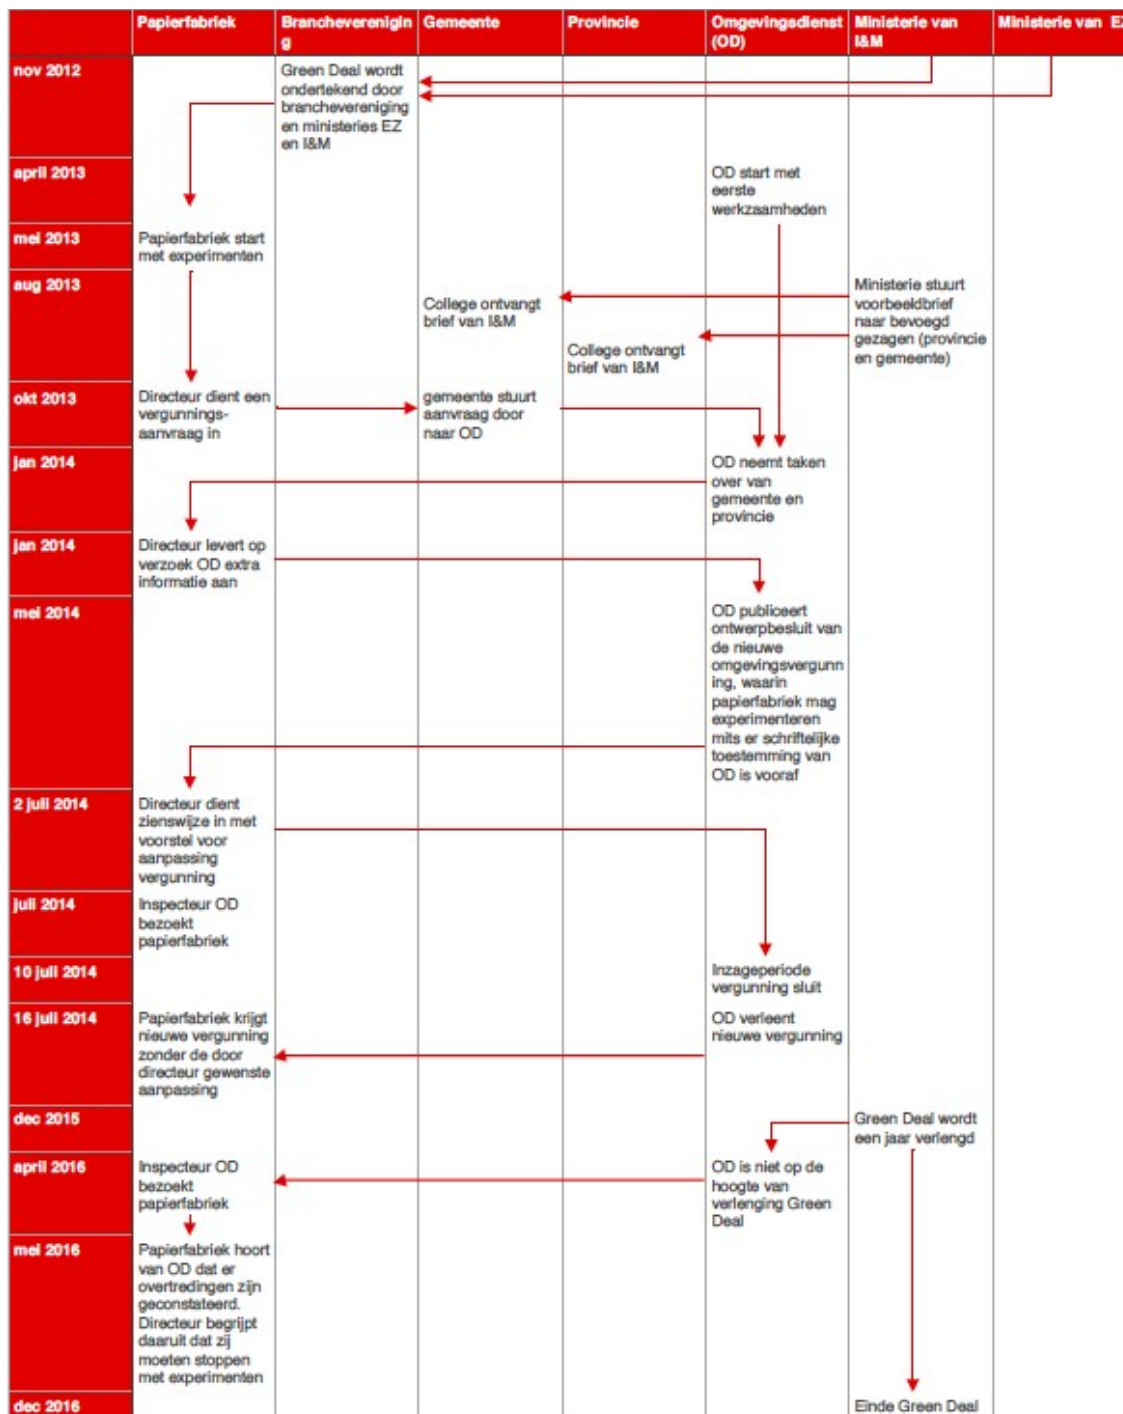 Papierfabriek
Brancheverenigin
g
Gemeente
Provincie
Omgevingsdienst
(OD)
Ministerie van
I&M
Ministerie van EZ
nov 2012
Green Deal wordt
ondertekend door
branchevereniging
en ministeries EZ
en I&M
april 2013
OD start met
eerste
werkzaamheden
mei 2013
Papierfabriek start
met experimenten
aug 2013
College ontvangt
brief van I&M
College ontvangt
brief van I&M
Ministerie stuurt
voorbeeldbrief
naar bevoegd
gezagen (provincie
en gemeente)
okt 2013
Directeur dient een
vergunnings-
aanvraag in
gemeente stuurt
aanvraag door
naar OD
jan 2014
OD neemt taken
over van
gemeente en
provincie
jan 2014
Directeur levert op
verzoek OD extra
informatie aan
mei 2014
OD publiceert
ontwerpbesluit van
de nieuwe
omgevingsvergunn
ing, waarin
papierfabriek mag
experimenteren
mits er schriftelijke
toestemming van
OD is vooraf
2 juli 2014
Directeur dient
zienswijze in met
voorstel voor
aanpassing
vergunning
juli 2014
Inspecteur OD
bezoekt
papierfabriek
10 juli 2014
Inzageperiode
vergunning sluit
16 juli 2014
Papierfabriek krijgt
nieuwe vergunning
zonder de door
directeur gewenste
aanpassing
OD verleent
nieuwe vergunning
dec 2015
Green Deal wordt
een jaar verlengd
april 2016
Inspecteur OD
bezoekt
papierfabriek
OD is niet op de
hoogte van
verlenging Green
Deal
mei 2016
Papierfabriek hoort
van OD dat er
overtredingen zijn
geconstateerd.
Directeur begrijpt
daaruit dat zij
moeten stoppen
met experimenten
dec 2016
Einde Green Deal